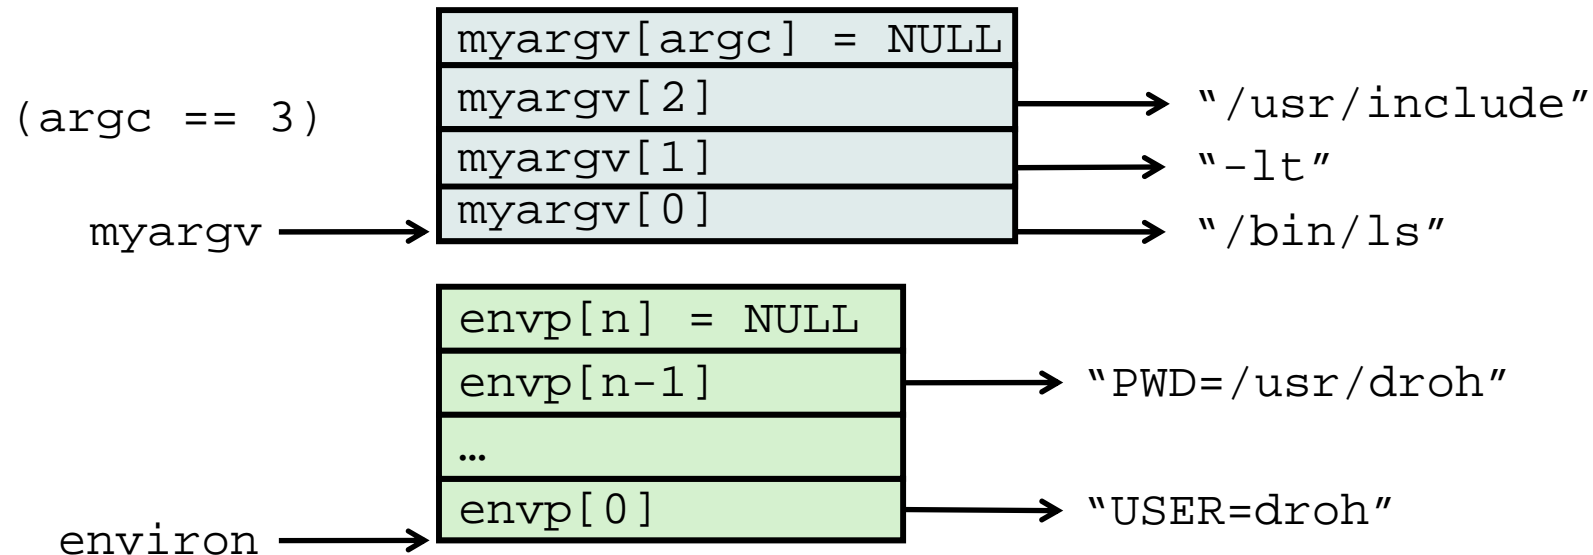 myargv[argc] = NULL
(argc == 3)
myargv[2]
“/usr/include”
myargv[1]
“-lt”
myargv[0]
“/bin/ls”
myargv
envp[n] = NULL
envp[n-1]
“PWD=/usr/droh”
…
envp[0]
“USER=droh”
environ